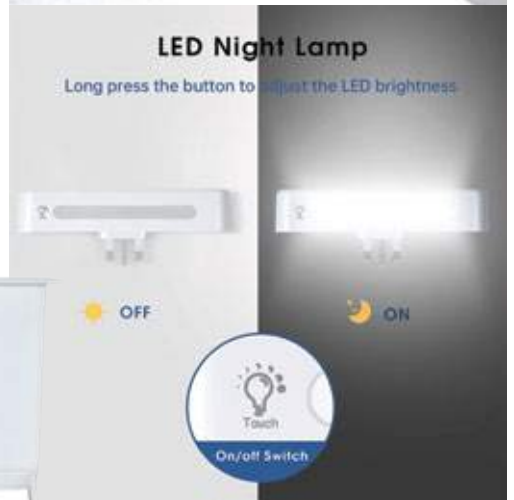 LED Night Lamp
Long press the button to adjust the LED brightness
OFF
ON
Touch
On/off Switch